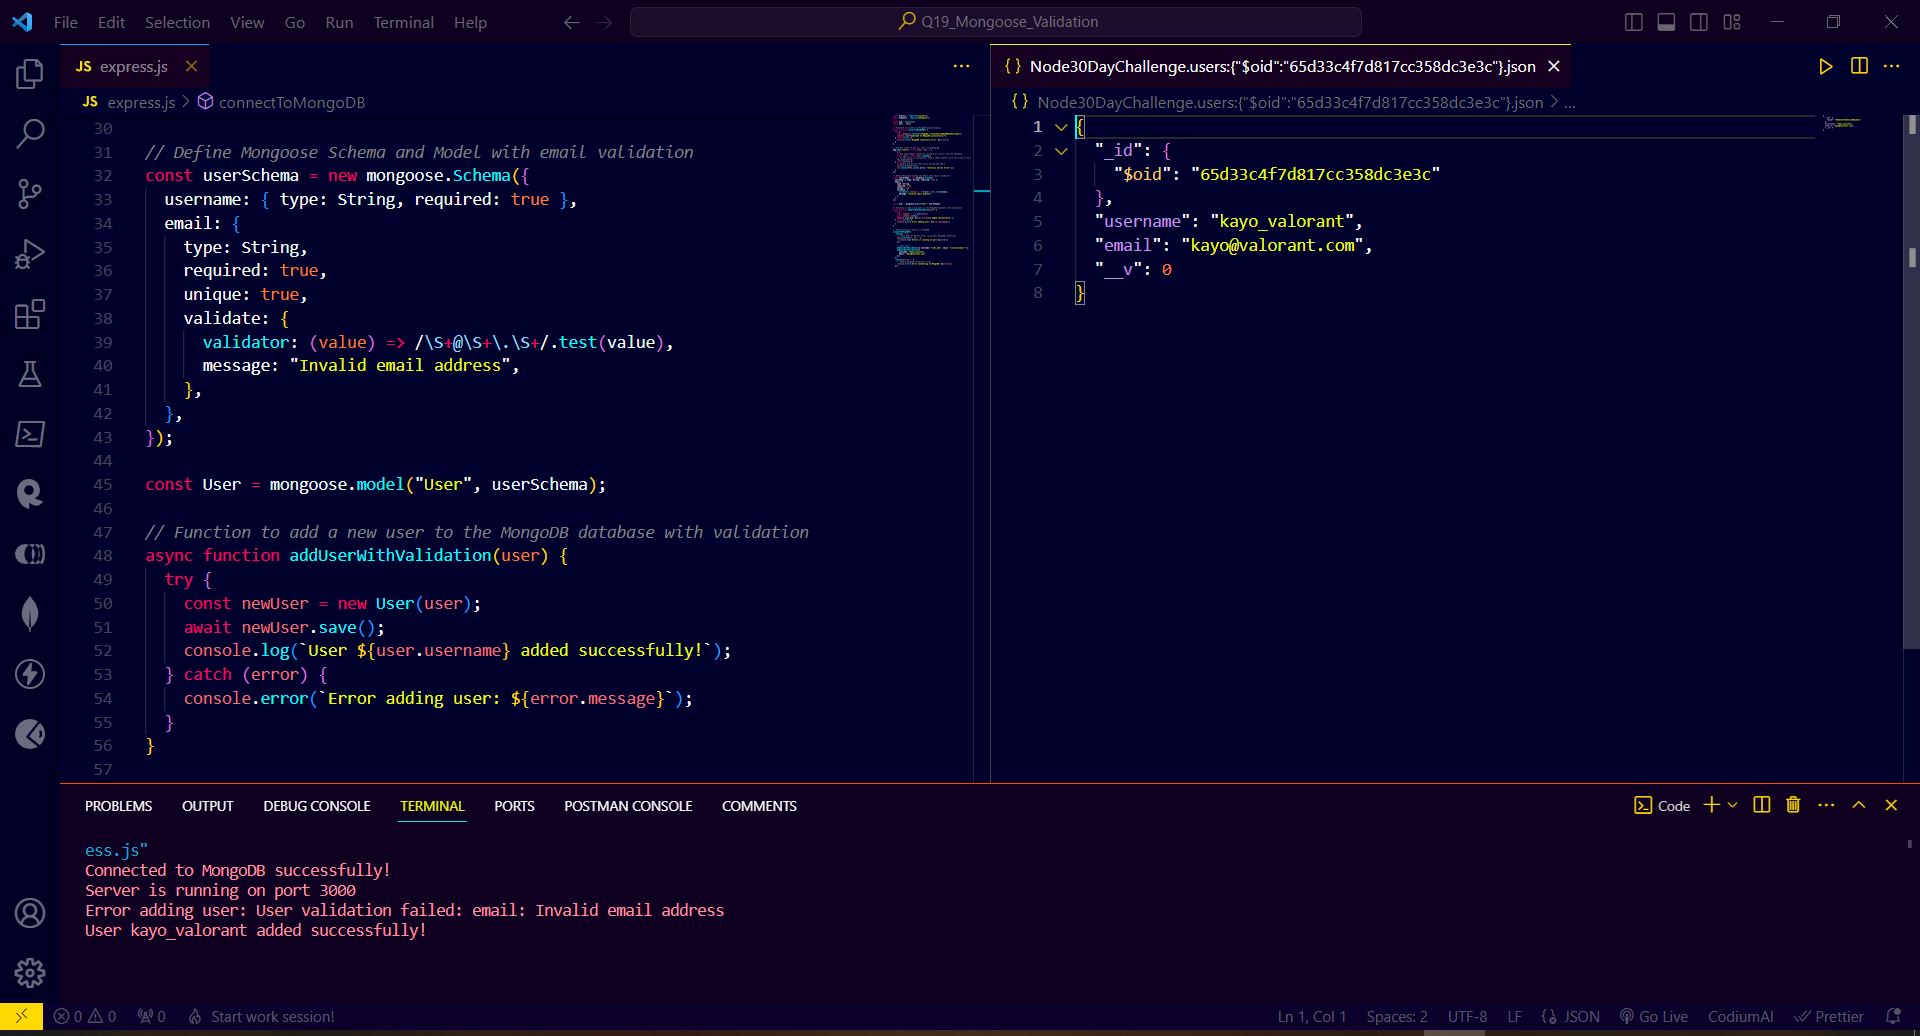 File Edit Selection View Go Run Terminal Help
Q19_Mongoose_Validation
JS express.js
{} Node30DayChallenge.users:{"$oid":"65d33c4f7d817cc358dc3e3c"}.json
JS express.js > connectToMongoDB
{} Node30DayChallenge.users:{"$oid":"65d33c4f7d817cc358dc3e3c"}.json > ...
30
31 // Define Mongoose Schema and Model with email validation
32 const userSchema = new mongoose.Schema({
33 username: { type: String, required: true },
34 email: {
35 type: String,
36 required: true,
37 unique: true,
38 validate: {
39 validator: (value) => /\S+@\S+\.\S+/.test(value),
40 message: "Invalid email address",
41 },
42 },
43 });
44
45 const User = mongoose.model("User", userSchema);
46
47 // Function to add a new user to the MongoDB database with validation
48 async function addUserWithValidation(user) {
49 try {
50 const newUser = new User(user);
51 await newUser.save();
52 console.log(`User ${user.username} added successfully!`);
53 } catch (error) {
54 console.error(`Error adding user: ${error.message}`);
55 }
56 }
57
1 {
2 "_id": {
3 "$oid": "65d33c4f7d817cc358dc3e3c"
4 },
5 "username": "kayo_valorant",
6 "email": "kayo@valorant.com",
7 "__v": 0
8 }
PROBLEMS OUTPUT DEBUG CONSOLE TERMINAL PORTS POSTMAN CONSOLE COMMENTS
Code
ess.js"
Connected to MongoDB successfully!
Server is running on port 3000
Error adding user: User validation failed: email: Invalid email address
User kayo_valorant added successfully!
0 0 0 Start work session!
Ln 1, Col 1 Spaces: 2 UTF-8 LF {} JSON Go Live CodiumAI Prettier